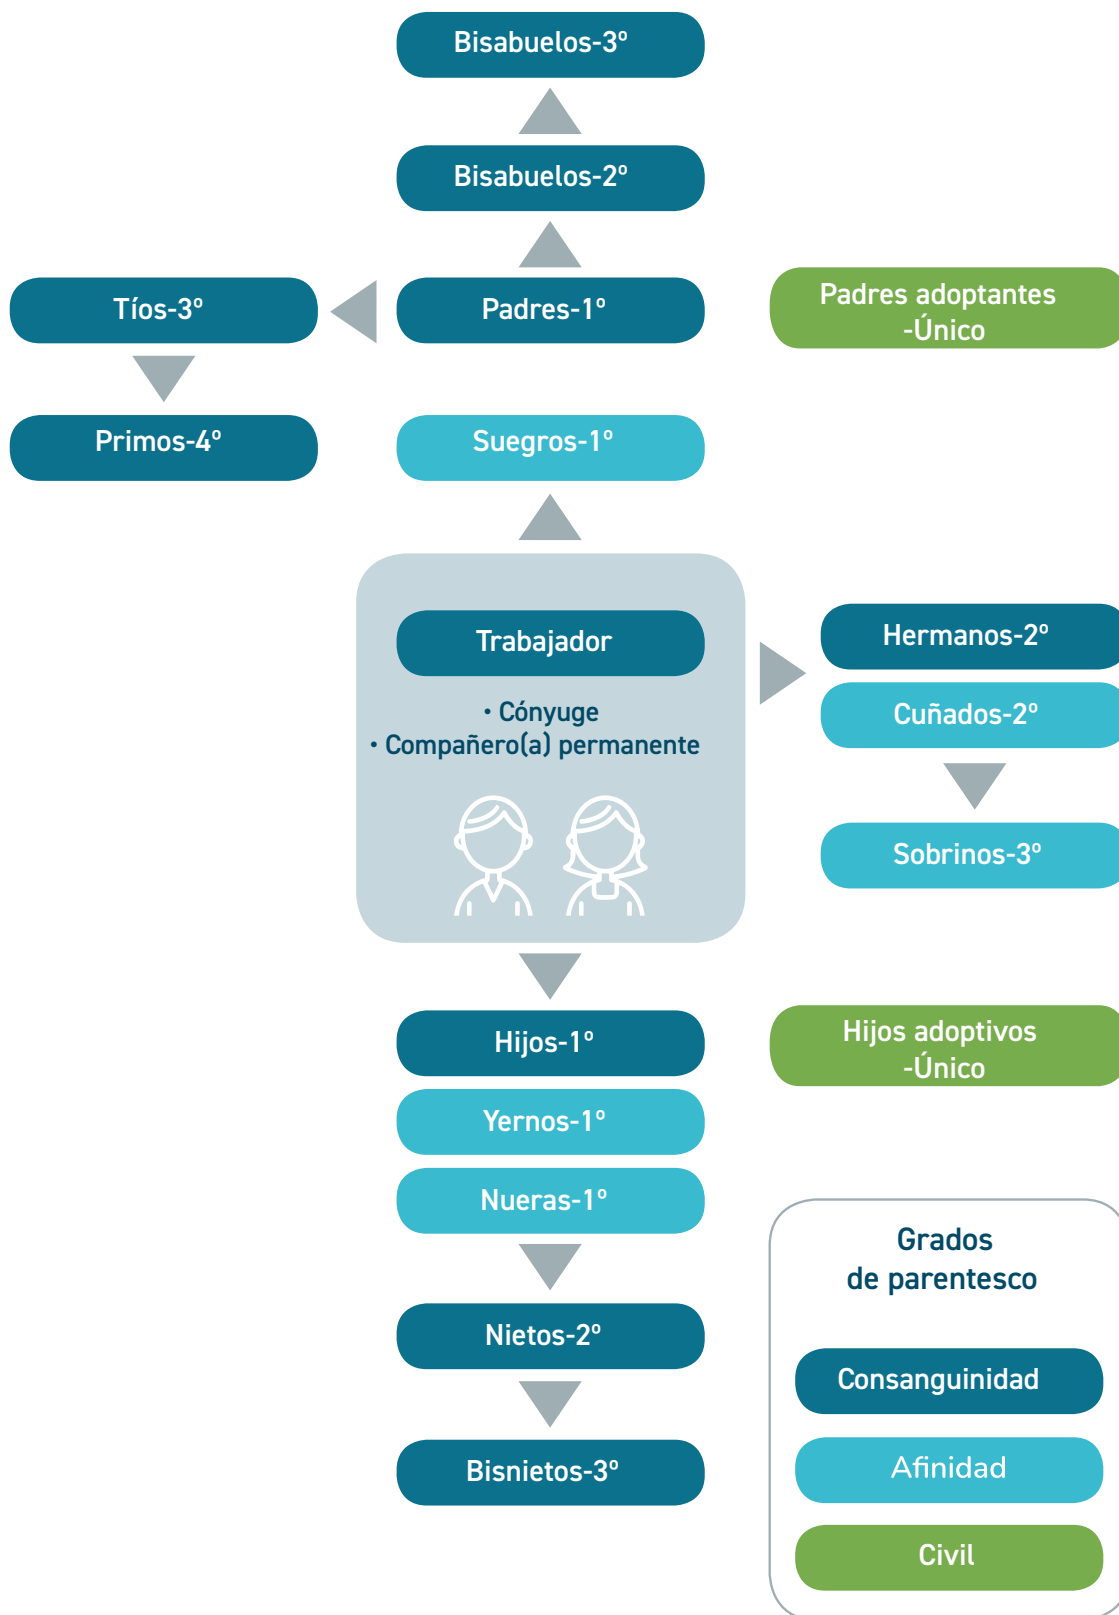 Bisabuelos-3º
Bisabuelos-2º
Tíos-3º
Padres-1º
Padres adoptantes
-Único
Primos-4º
Suegros-1º
Trabajador
• Cónyuge
• Compañero(a) permanente
Hermanos-2º
Cuñados-2º
Sobrinos-3º
Hijos-1º
Hijos adoptivos
-Único
Yernos-1º
Nueras-1º
Nietos-2º
Bisnietos-3º
Grados
de parentesco
Consanguinidad
Afinidad
Civil